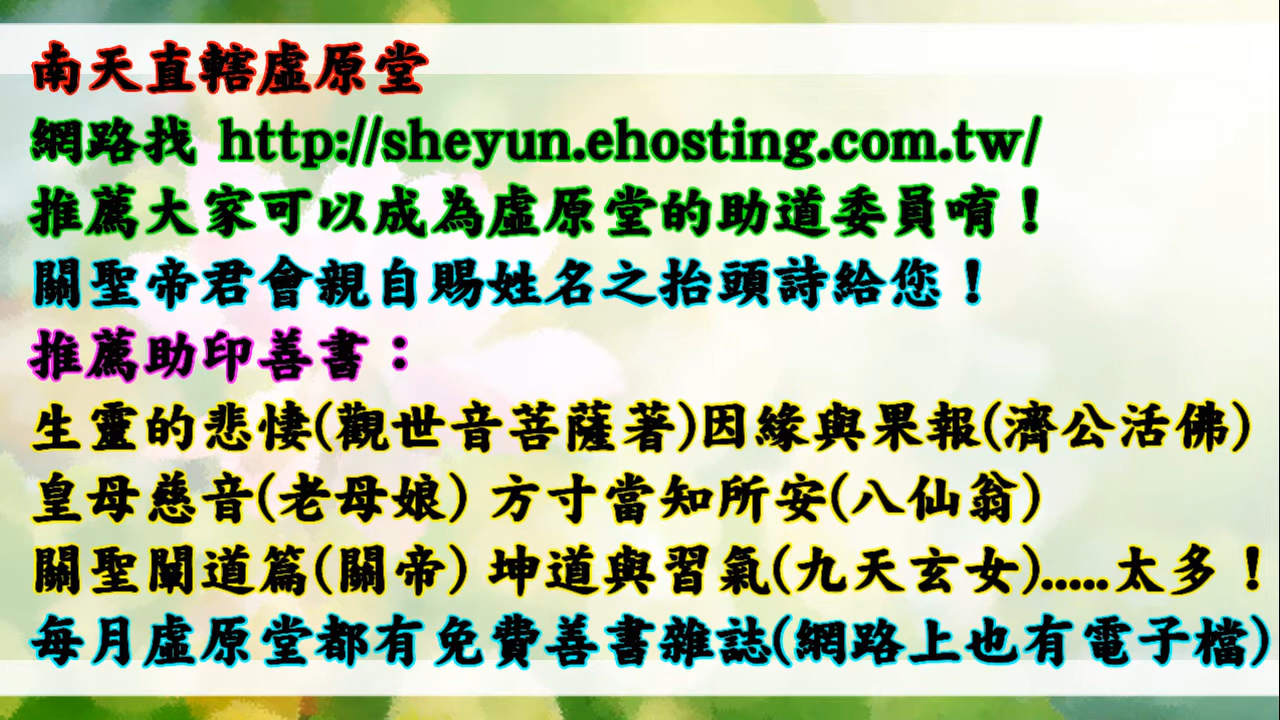 南天直轄虛原堂
網路找 http://sheyun.ehosting.com.tw/
推薦大家可以成為虛原堂的助道委員唷！
關聖帝君會親自賜姓名之抬頭詩給您！
推薦助印善書：
生靈的悲悽(觀世音菩薩著)因緣與果報(濟公活佛)
皇母慈音(老母娘) 方寸當知所安(八仙翁)
關聖闡道篇(關帝) 坤道與習氣(九天玄女).....太多！
每月虛原堂都有免費善書雜誌(網路上也有電子檔)